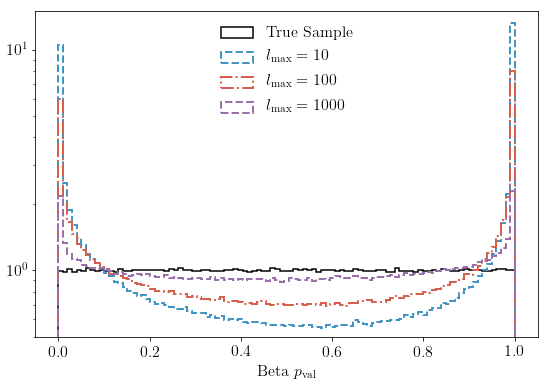 True Sample
l_max = 10
l_max = 100
l_max = 1000
10^1
10^0
0.0 0.2 0.4 0.6 0.8 1.0
Beta p_val